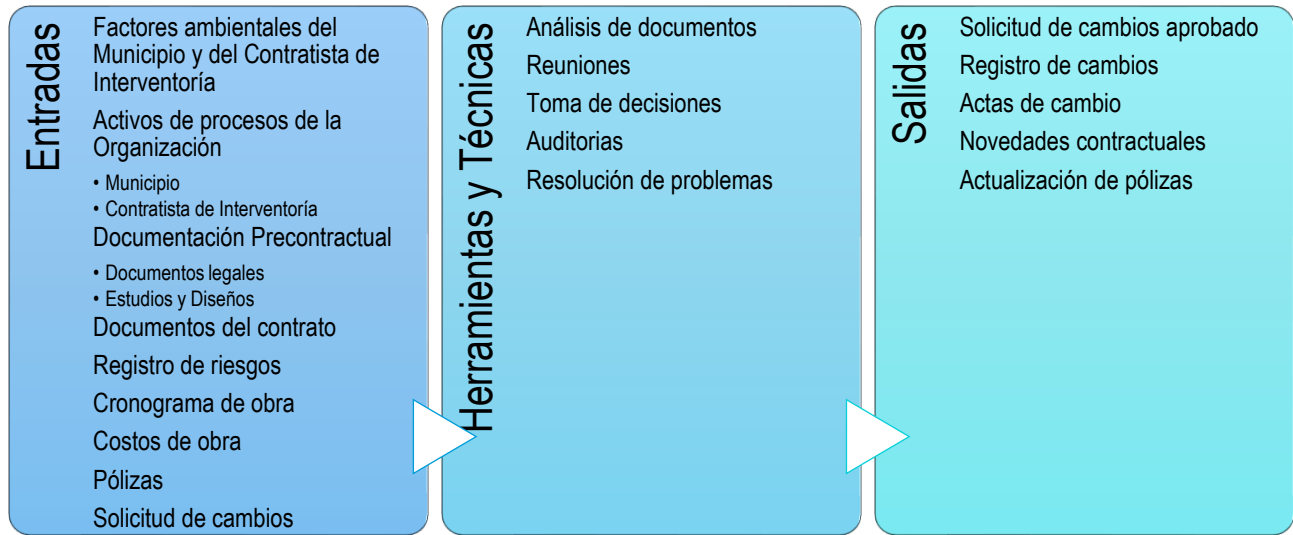 Entradas
Factores ambientales del
Municipio y del Contratista de
Interventoría
Activos de procesos de la
Organización
• Municipio
• Contratista de Interventoría
Documentación Precontractual
• Documentos legales
• Estudios y Diseños
Documentos del contrato
Registro de riesgos
Cronograma de obra
Costos de obra
Pólizas
Solicitud de cambios
Herramientas y Técnicas
Análisis de documentos
Reuniones
Toma de decisiones
Auditorias
Resolución de problemas
Salidas
Solicitud de cambios aprobado
Registro de cambios
Actas de cambio
Novedades contractuales
Actualización de pólizas